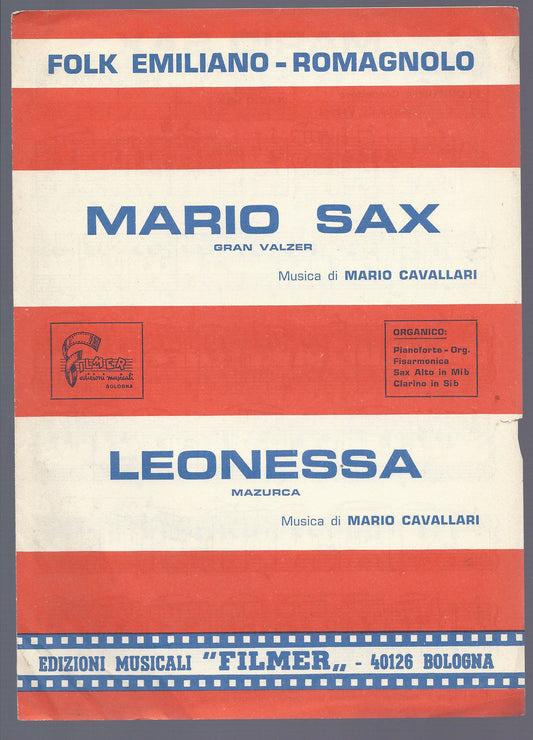 FOLK EMILIANO - ROMAGNOLO
MARIO SAX
GRAN VALZER
Musica di MARIO CAVALLARI
FILMER
edizioni musicali
BOLOGNA
ORGANICO:
Pianoforte - Org.
Fisarmonica
Sax Alto in Mib
Clarino in Sib
LEONESSA
MAZURCA
Musica di MARIO CAVALLARI
EDIZIONI MUSICALI "FILMER„ - 40126 BOLOGNA